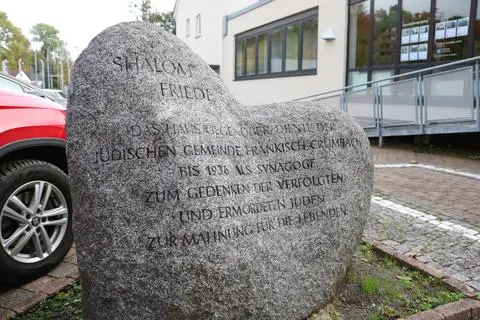 SHALOM
FRIEDE
DAS HAUS GEGENÜBER DIENTE DER
JÜDISCHEN GEMEINDE FRÄNKISCH-CRUMBACH
BIS 1936 ALS SYNAGOGE
ZUM GEDENKEN DER VERFOLGTEN
UND ERMORDETEN JUDEN
ZUR MAHNUNG FÜR DIE LEBENDEN